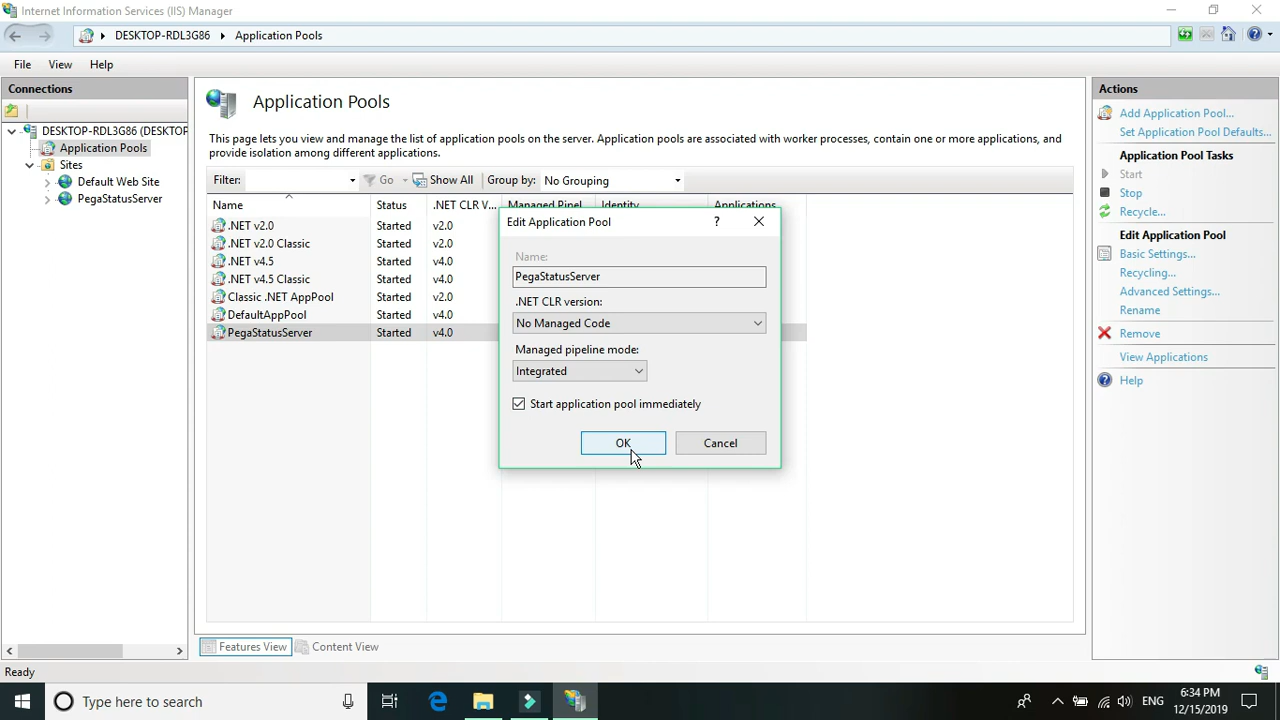 Internet Information Services (IIS) Manager
DESKTOP-RDL3G86 Application Pools
File View Help
Connections
DESKTOP-RDL3G86 (DESKTOP
Application Pools
Sites
Default Web Site
PegaStatusServer
Application Pools
This page lets you view and manage the list of application pools on the server. Application pools are associated with worker processes, contain one or more applications, and
provide isolation among different applications.
Filter: Go Show All Group by: No Grouping
Name Status .NET CLR V... Managed Pipel... Identity Applications
.NET v2.0 Started v2.0
.NET v2.0 Classic Started v2.0
.NET v4.5 Started v4.0
.NET v4.5 Classic Started v4.0
Classic .NET AppPool Started v2.0
DefaultAppPool Started v4.0
PegaStatusServer Started v4.0
Edit Application Pool ?
Name:
PegaStatusServer
.NET CLR version:
No Managed Code
Managed pipeline mode:
Integrated
Start application pool immediately
OK Cancel
Features View Content View
Actions
Add Application Pool...
Set Application Pool Defaults...
Application Pool Tasks
Start
Stop
Recycle...
Edit Application Pool
Basic Settings...
Recycling...
Advanced Settings...
Rename
Remove
View Applications
Help
Ready
Type here to search
ENG
6:34 PM
12/15/2019